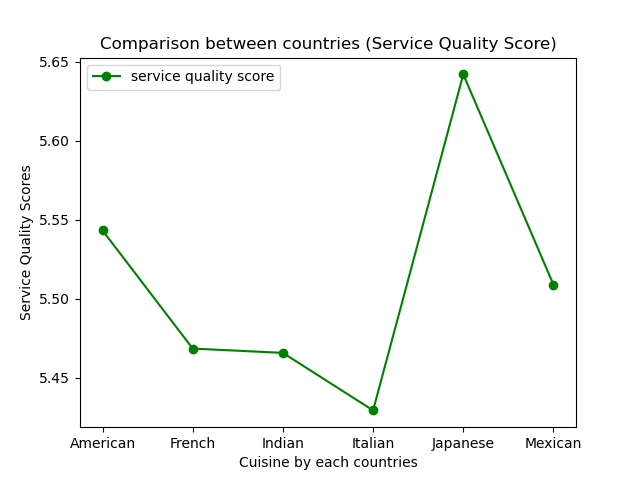 Comparison between countries (Service Quality Score)
service quality score
Service Quality Scores
5.65
5.60
5.55
5.50
5.45
American French Indian Italian Japanese Mexican
Cuisine by each countries